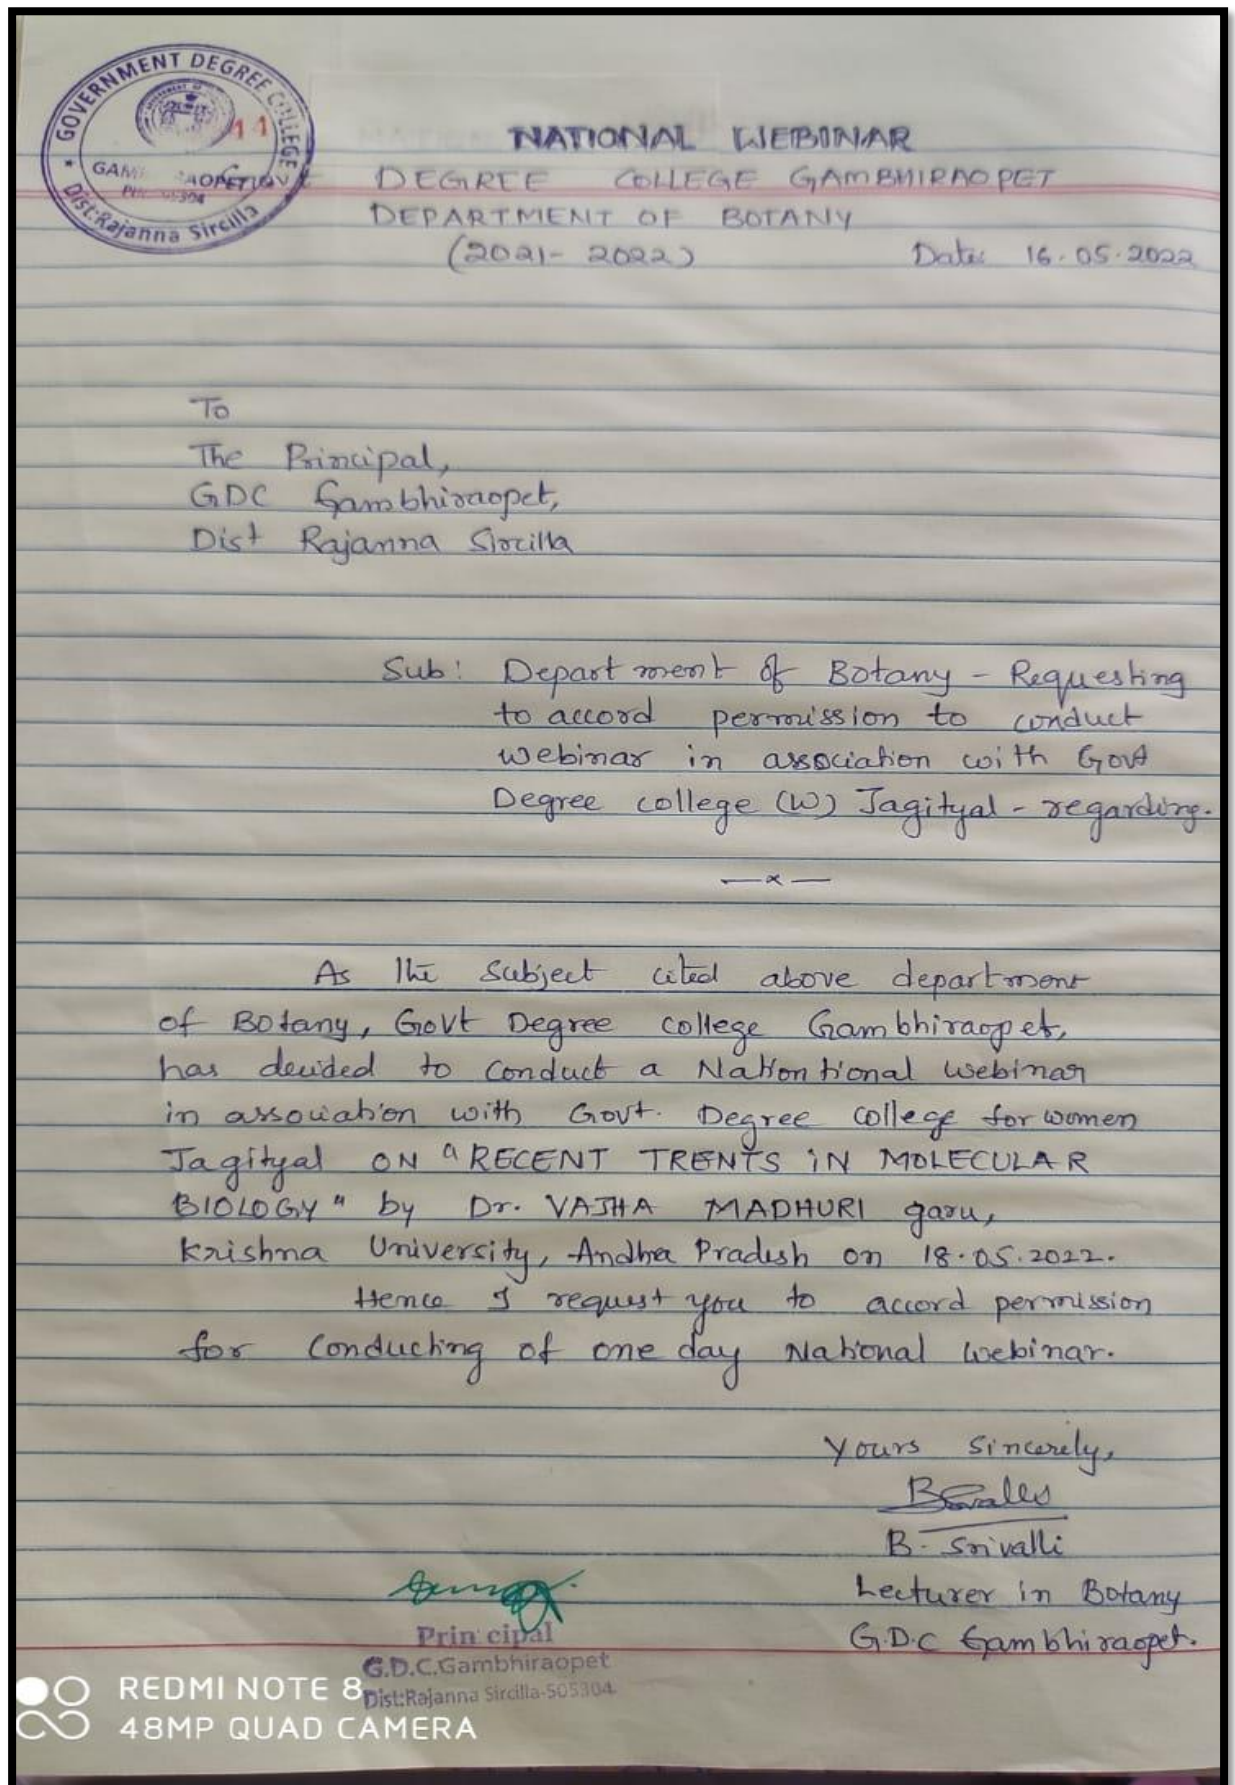 GOVERNMENT DEGREE COLLEGE
GAM AOPET
Dist:Rajanna Sircilla
NATIONAL WEBINAR
DEGREE COLLEGE GAMBHIRAOPET
DEPARTMENT OF BOTANY
(2021-2022) Date: 16.05.2022
To
The Principal,
GDC Gambhiraopet,
Dist Rajanna Sircilla
Sub: Department of Botany - Requesting
to accord permission to conduct
webinar in association with Govt
Degree college (W) Jagityal - regarding.
—x—
As the subject cited above department
of Botany, Govt Degree college Gambhiraopet,
has decided to conduct a Nationtional webinar
in association with Govt. Degree college for women
Jagityal ON "RECENT TRENTS iN MOLECULAR
BIOLOGY" by Dr. VAJHA MADHURI garu,
Krishna University, Andhra Pradesh on 18.05.2022.
Hence I request you to accord permission
for conducting of one day National webinar.
Yours Sincerely,
B. Srivalli
Lecturer in Botany
G.D.C Gambhiraopet.
Principal
G.D.C.Gambhiraopet
Dist:Rajanna Sircilla-505304
REDMI NOTE 8
48MP QUAD CAMERA